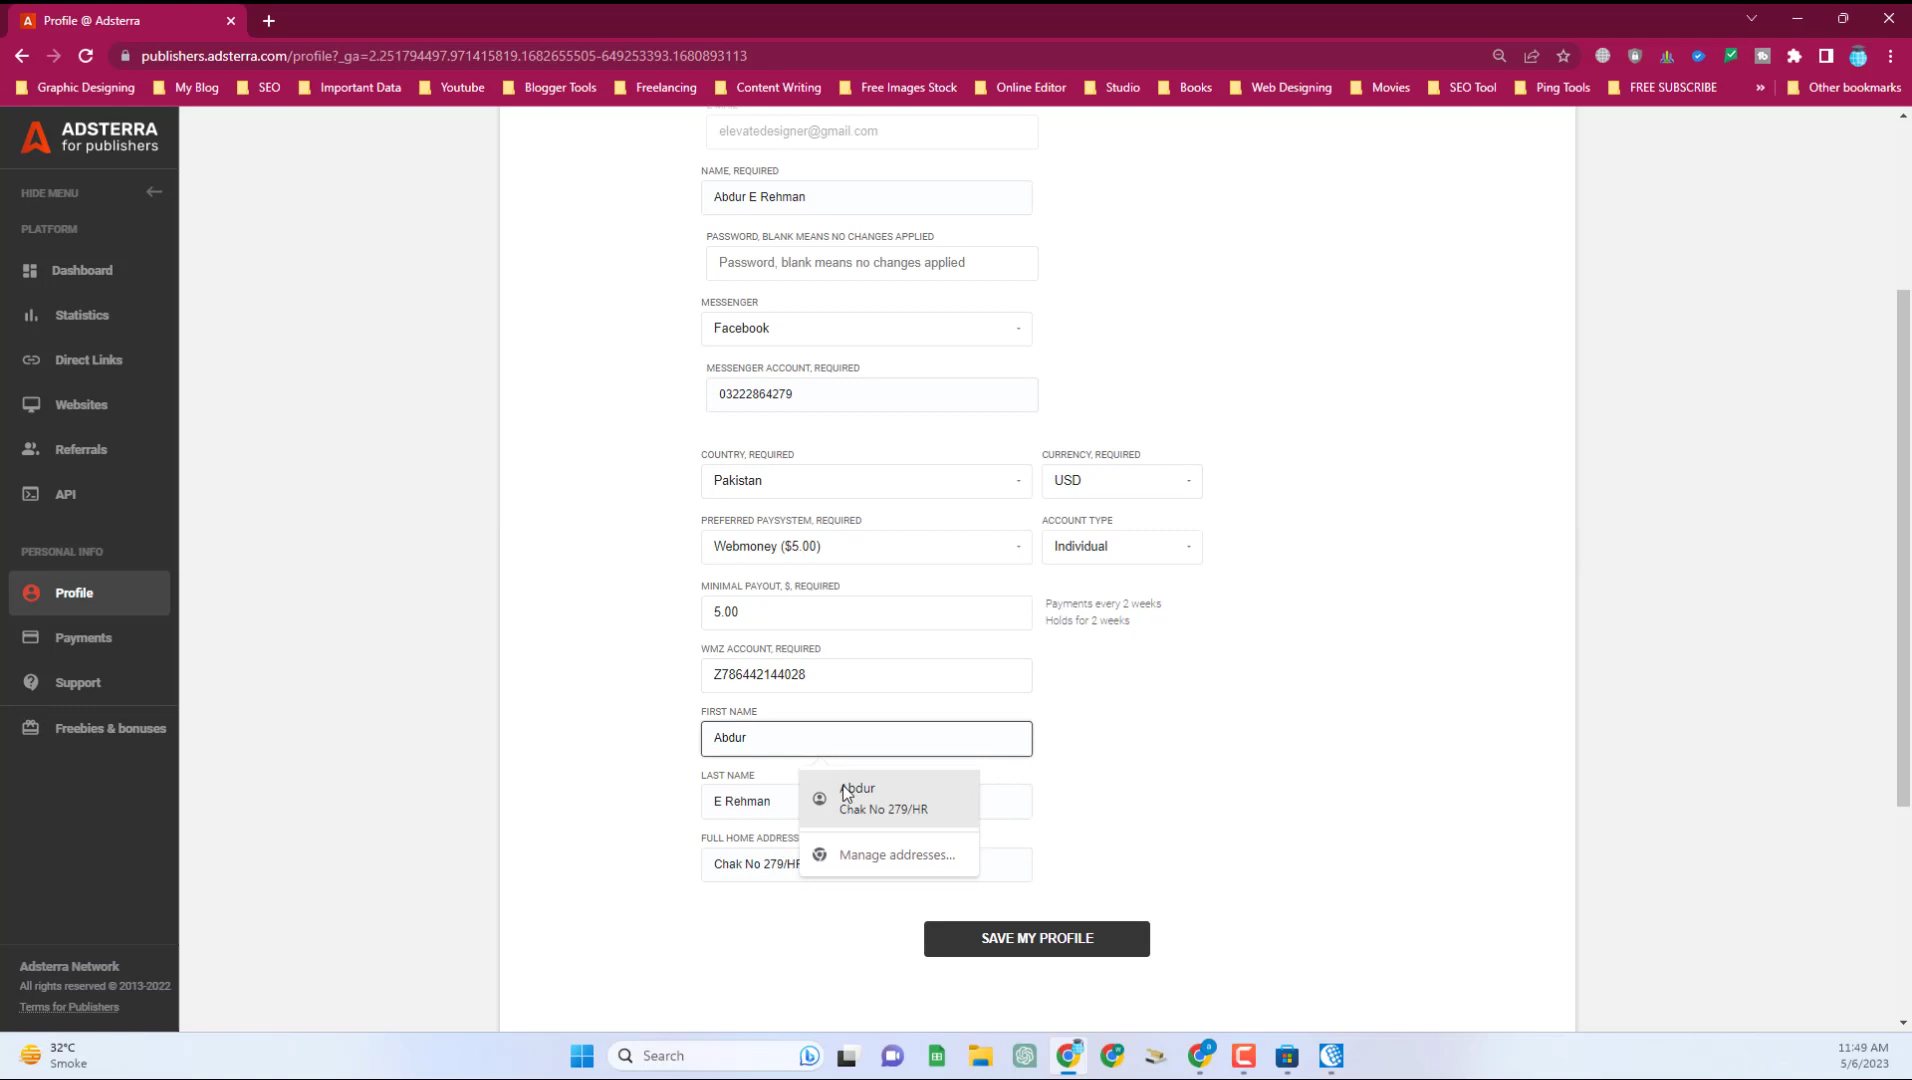 Profile @ Adsterra
publishers.adsterra.com/profile?_ga=2.251794497.971415819.1682655505-649253393.1680893113
Graphic Designing
My Blog
SEO
Important Data
Youtube
Blogger Tools
Freelancing
Content Writing
Free Images Stock
Online Editor
Studio
Books
Web Designing
Movies
SEO Tool
Ping Tools
FREE SUBSCRIBE
»
Other bookmarks
ADSTERRA
for publishers
HIDE MENU
PLATFORM
Dashboard
Statistics
Direct Links
Websites
Referrals
API
PERSONAL INFO
Profile
Payments
Support
Freebies & bonuses
Adsterra Network
All rights reserved © 2013-2022
Terms for Publishers
elevatedesigner@gmail.com
NAME, REQUIRED
Abdur E Rehman
PASSWORD, BLANK MEANS NO CHANGES APPLIED
Password, blank means no changes applied
MESSENGER
Facebook
MESSENGER ACCOUNT, REQUIRED
03222864279
COUNTRY, REQUIRED
Pakistan
CURRENCY, REQUIRED
USD
PREFERRED PAYSYSTEM, REQUIRED
Webmoney ($5.00)
ACCOUNT TYPE
Individual
MINIMAL PAYOUT, $, REQUIRED
5.00
Payments every 2 weeks
Holds for 2 weeks
WMZ ACCOUNT, REQUIRED
Z786442144028
FIRST NAME
Abdur
LAST NAME
E Rehman
Abdur
Chak No 279/HR
Manage addresses...
FULL HOME ADDRESS
Chak No 279/HR
SAVE MY PROFILE
32°C
Smoke
Search
11:49 AM
5/6/2023